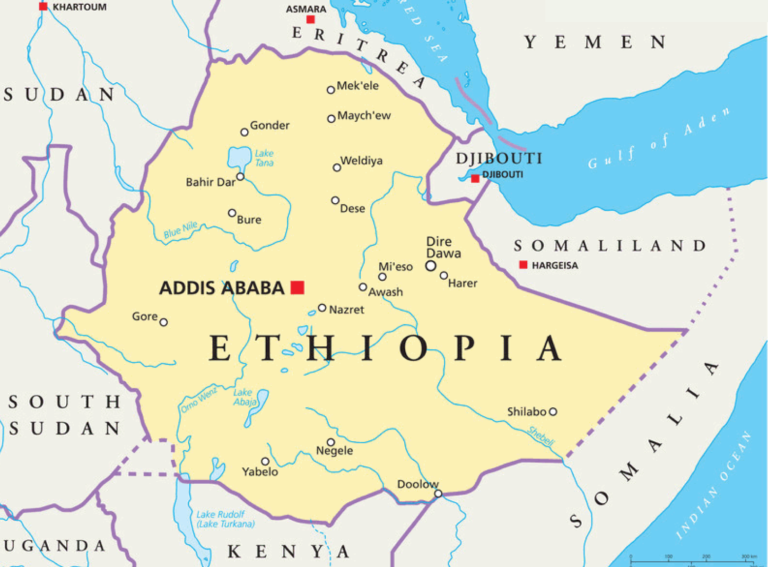 KHARTOUM
ASMARA
RED SEA
ERITREA
YEMEN
SUDAN
Mek'ele
Maych'ew
Gonder
Lake
Tana
Weldiya
DJIBOUTI
DJIBOUTI
Gulf of Aden
Bahir Dar
Bure
Dese
Blue Nile
Dire
Dawa
SOMALILAND
HARGEISA
Mi'eso
Harer
ADDIS ABABA
Awash
Nazret
Gore
ETHIOPIA
SOUTH
SUDAN
Omo Wenz
Lake
Abaja
Shilabo
Shebeli
SOMALIA
Negele
Yabelo
Doolow
Lake Rudolf
(Lake Turkana)
INDIAN OCEAN
UGANDA
KENYA
0 100 200 300 km